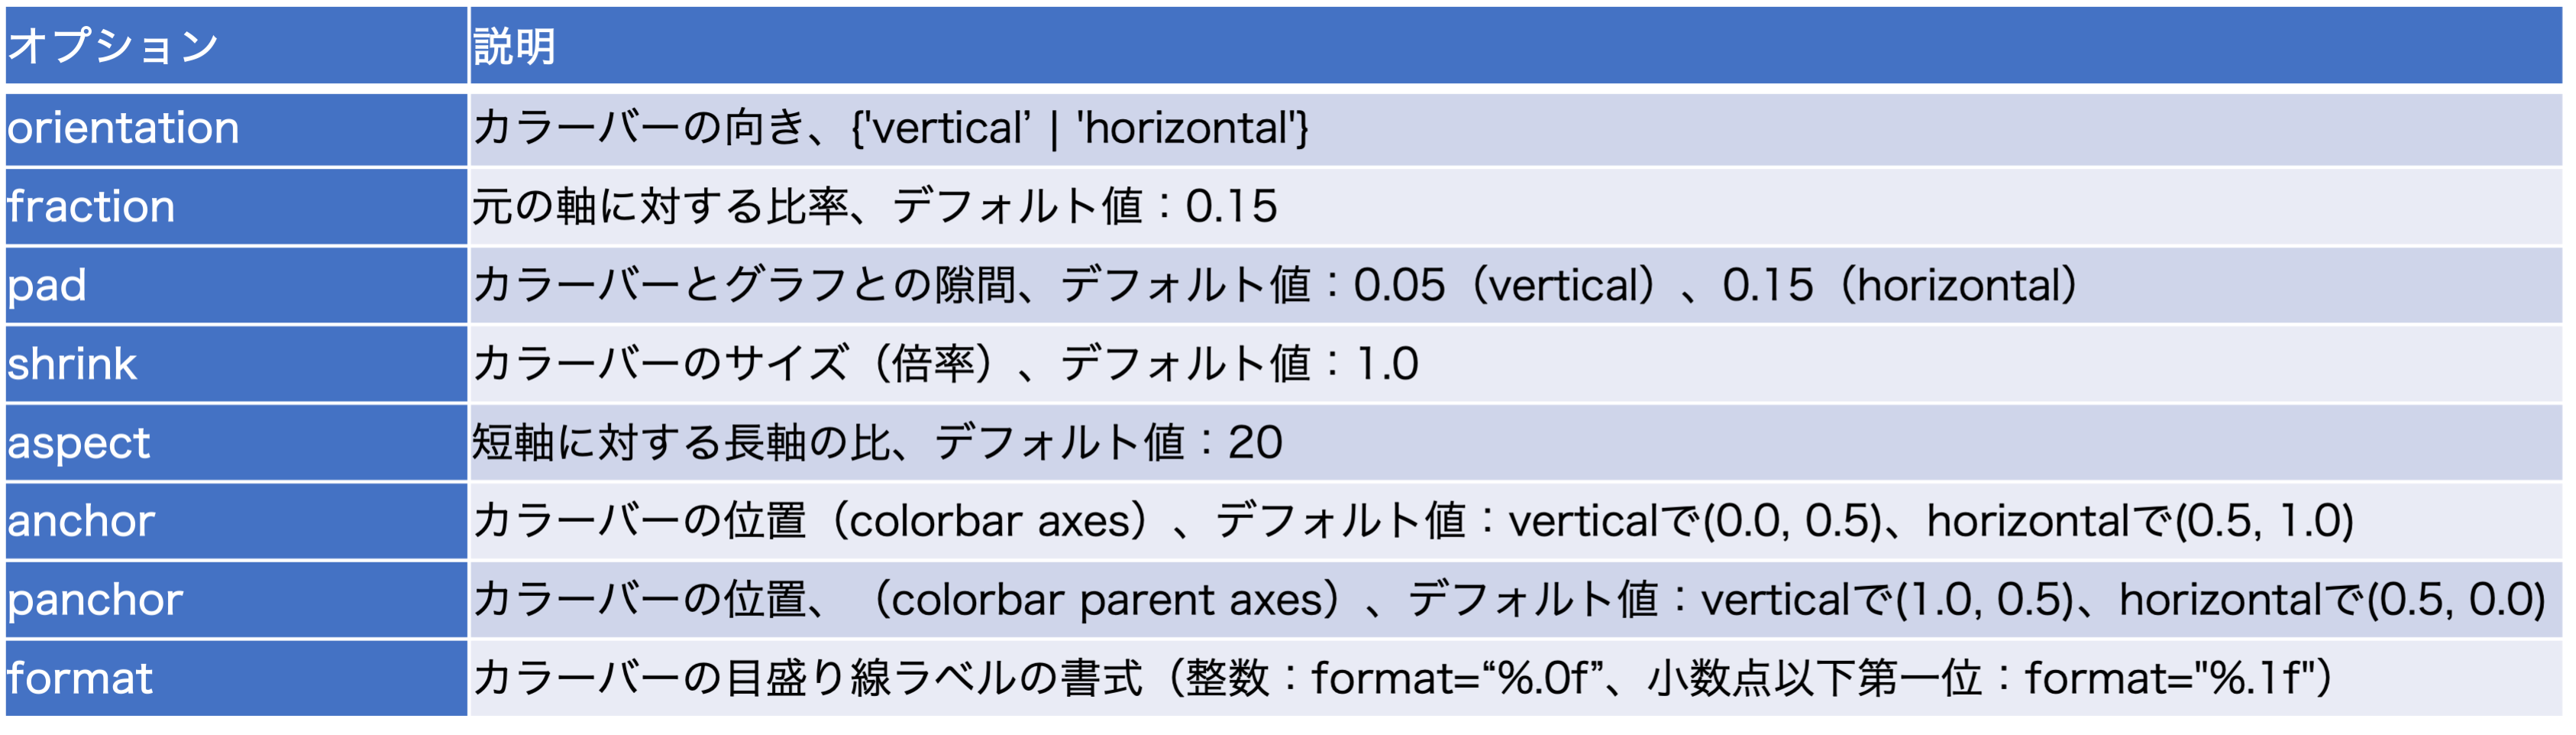 オプション 説明
orientation カラーバーの向き、{'vertical’ | 'horizontal'}
fraction 元の軸に対する比率、デフォルト値：0.15
pad カラーバーとグラフとの隙間、デフォルト値：0.05（vertical）、0.15（horizontal）
shrink カラーバーのサイズ（倍率）、デフォルト値：1.0
aspect 短軸に対する長軸の比、デフォルト値：20
anchor カラーバーの位置（colorbar axes）、デフォルト値：verticalで(0.0, 0.5)、horizontalで(0.5, 1.0)
panchor カラーバーの位置、（colorbar parent axes）、デフォルト値：verticalで(1.0, 0.5)、horizontalで(0.5, 0.0)
format カラーバーの目盛り線ラベルの書式（整数：format=“%.0f”、小数点以下第一位：format="%.1f"）